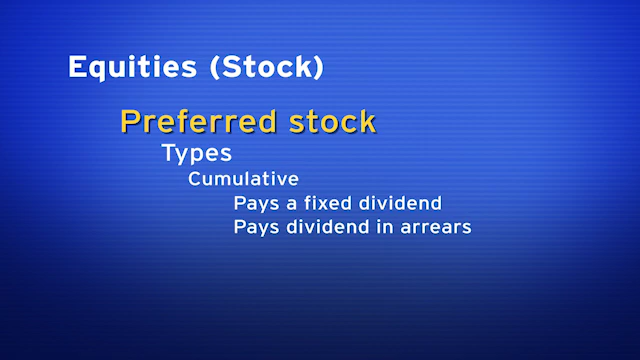 Equities (Stock)
Preferred stock
Types
Cumulative
Pays a fixed dividend
Pays dividend in arrears